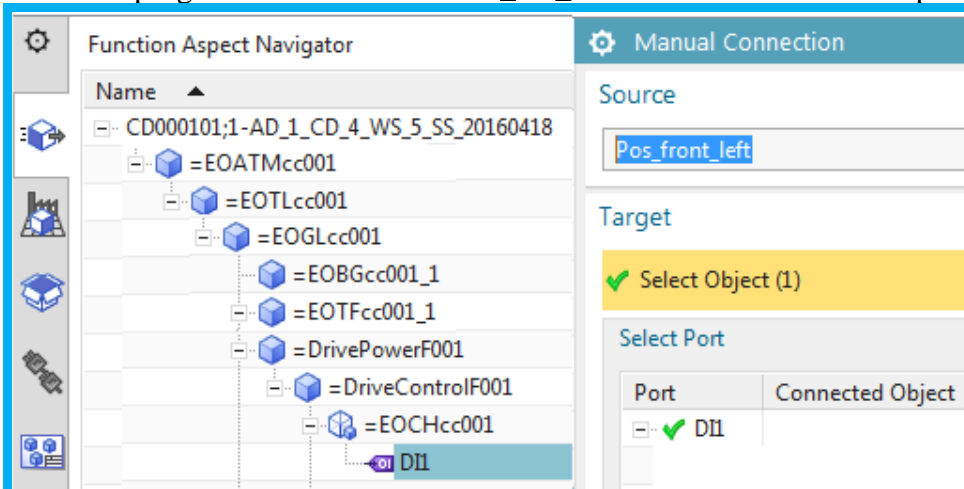 Function Aspect Navigator
Name
CD000101;1-AD_1_CD_4_WS_5_SS_20160418
=EOATMcc001
=EOTLcc001
=EOGLcc001
=EOBGcc001_1
=EOTFcc001_1
=DrivePowerF001
=DriveControlF001
=EOCHcc001
DI1
Manual Connection
Source
Pos_front_left
Target
Select Object (1)
Select Port
Port Connected Object
DI1